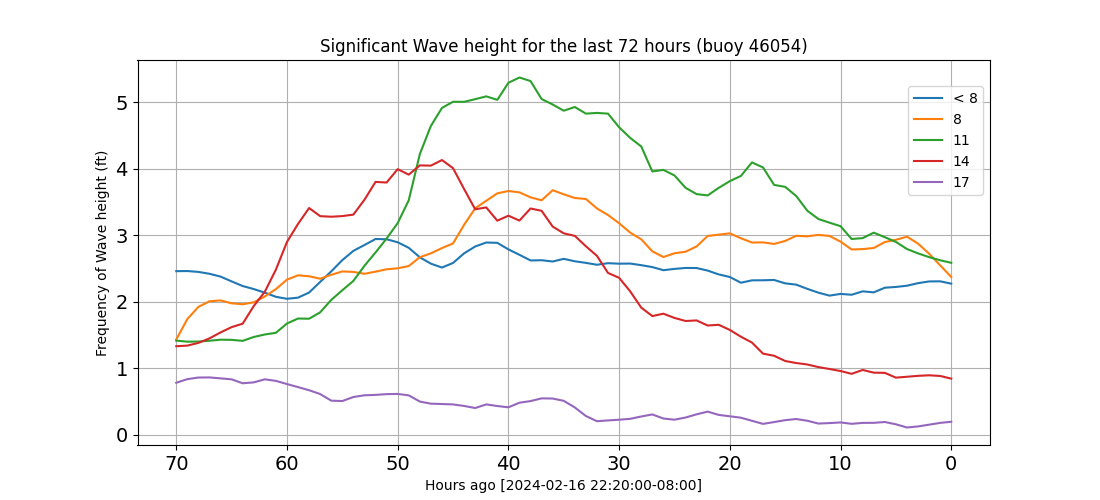 Significant Wave height for the last 72 hours (buoy 46054)
Frequency of Wave height (ft)
5
4
3
2
1
0
< 8
8
11
14
17
70 60 50 40 30 20 10 0
Hours ago [2024-02-16 22:20:00-08:00]